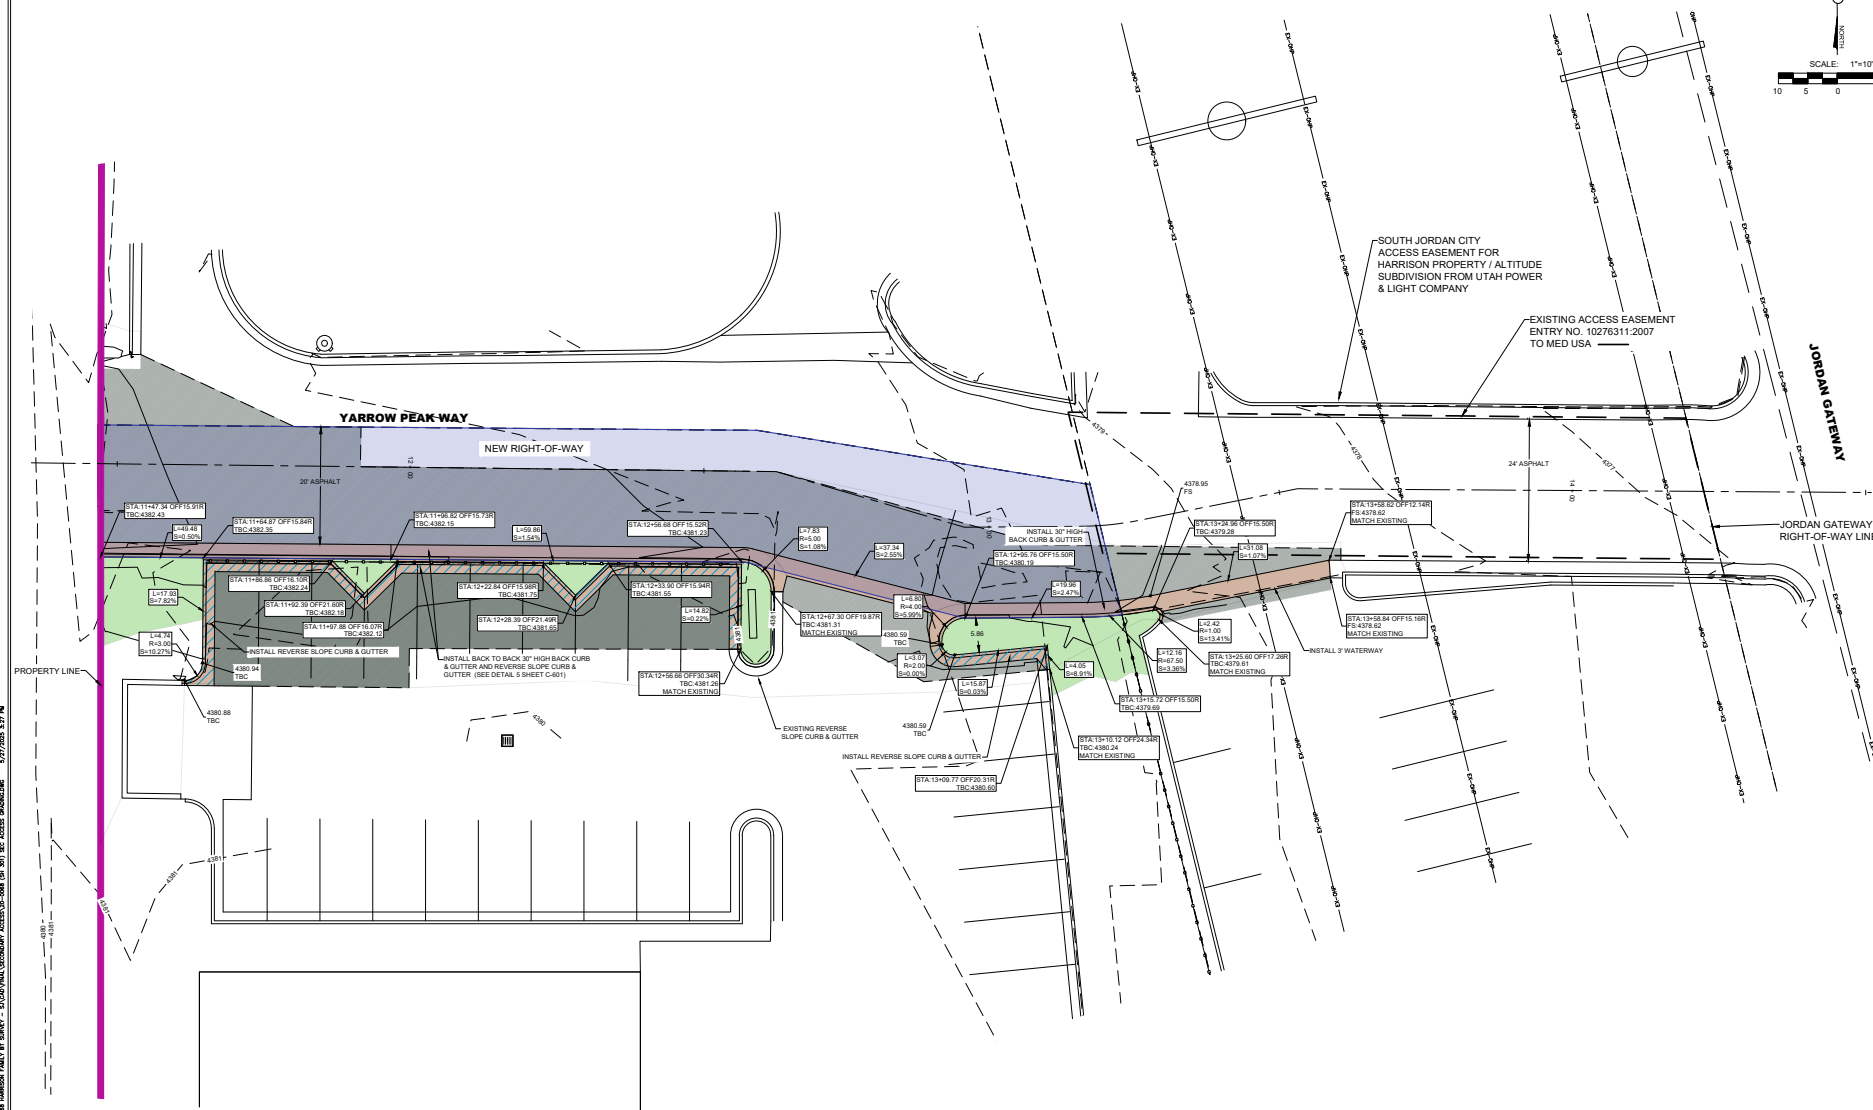 NORTH
SCALE: 1"=10'
10 5 0
SOUTH JORDAN CITY
ACCESS EASEMENT FOR
HARRISON PROPERTY / ALTITUDE
SUBDIVISION FROM UTAH POWER
& LIGHT COMPANY
EXISTING ACCESS EASEMENT
ENTRY NO. 10276311:2007
TO MED USA
JORDAN GATEWAY
YARROW PEAK WAY
NEW RIGHT-OF-WAY
12+00
20' ASPHALT
24' ASPHALT
13+00
14+00
4379
4378
4377
4378.95
FS
JORDAN GATEWAY
RIGHT-OF-WAY LINE
STA:11+47.34 OFF15.91R
TBC:4382.43
L=49.48
S=0.50%
STA:11+64.87 OFF15.84R
TBC:4382.35
STA:11+96.82 OFF15.73R
TBC:4382.15
L=59.86
S=1.54%
STA:12+56.68 OFF15.52R
TBC:4381.23
L=7.83
R=5.00
S=1.08%
L=37.34
S=2.55%
INSTALL 30" HIGH
BACK CURB & GUTTER
STA:12+95.76 OFF15.50R
TBC:4380.19
STA:13+24.96 OFF15.50R
TBC:4379.28
L=31.08
S=1.07%
STA:13+58.62 OFF12.14R
FS:4378.62
MATCH EXISTING
L=17.93
S=7.82%
STA:11+86.86 OFF16.10R
TBC:4382.24
STA:11+92.39 OFF21.60R
TBC:4382.18
STA:11+97.88 OFF16.07R
TBC:4382.12
STA:12+22.84 OFF15.98R
TBC:4381.75
STA:12+28.39 OFF21.49R
TBC:4381.65
STA:12+33.90 OFF15.94R
TBC:4381.55
L=14.82
S=0.22%
4381
4381
STA:12+67.30 OFF19.87R
TBC:4381.31
MATCH EXISTING
L=6.80
R=4.00
S=5.99%
L=19.96
S=2.47%
5.86
4380.59
TBC
L=3.07
R=2.00
S=0.00%
L=15.87
S=0.03%
L=4.05
S=8.91%
L=12.16
R=67.50
S=3.36%
L=2.42
R=1.00
S=13.41%
STA:13+25.60 OFF17.26R
TBC:4379.61
MATCH EXISTING
INSTALL 3' WATERWAY
STA:13+58.84 OFF15.16R
FS:4378.62
MATCH EXISTING
L=4.74
R=3.00
S=10.27%
INSTALL REVERSE SLOPE CURB & GUTTER
4380.94
TBC
PROPERTY LINE
4380.88
TBC
INSTALL BACK TO BACK 30" HIGH BACK CURB
& GUTTER AND REVERSE SLOPE CURB &
GUTTER (SEE DETAIL 5 SHEET C-601)
STA:12+56.66 OFF30.34R
TBC:4381.26
MATCH EXISTING
EXISTING REVERSE
SLOPE CURB & GUTTER
4380
4380.59
TBC
INSTALL REVERSE SLOPE CURB & GUTTER
STA:13+15.72 OFF15.50R
TBC:4379.69
STA:13+10.12 OFF24.34R
TBC:4380.24
MATCH EXISTING
STA:13+09.77 OFF20.31R
TBC:4380.60
4381
4381
4381
4380
4381
EX-OHP